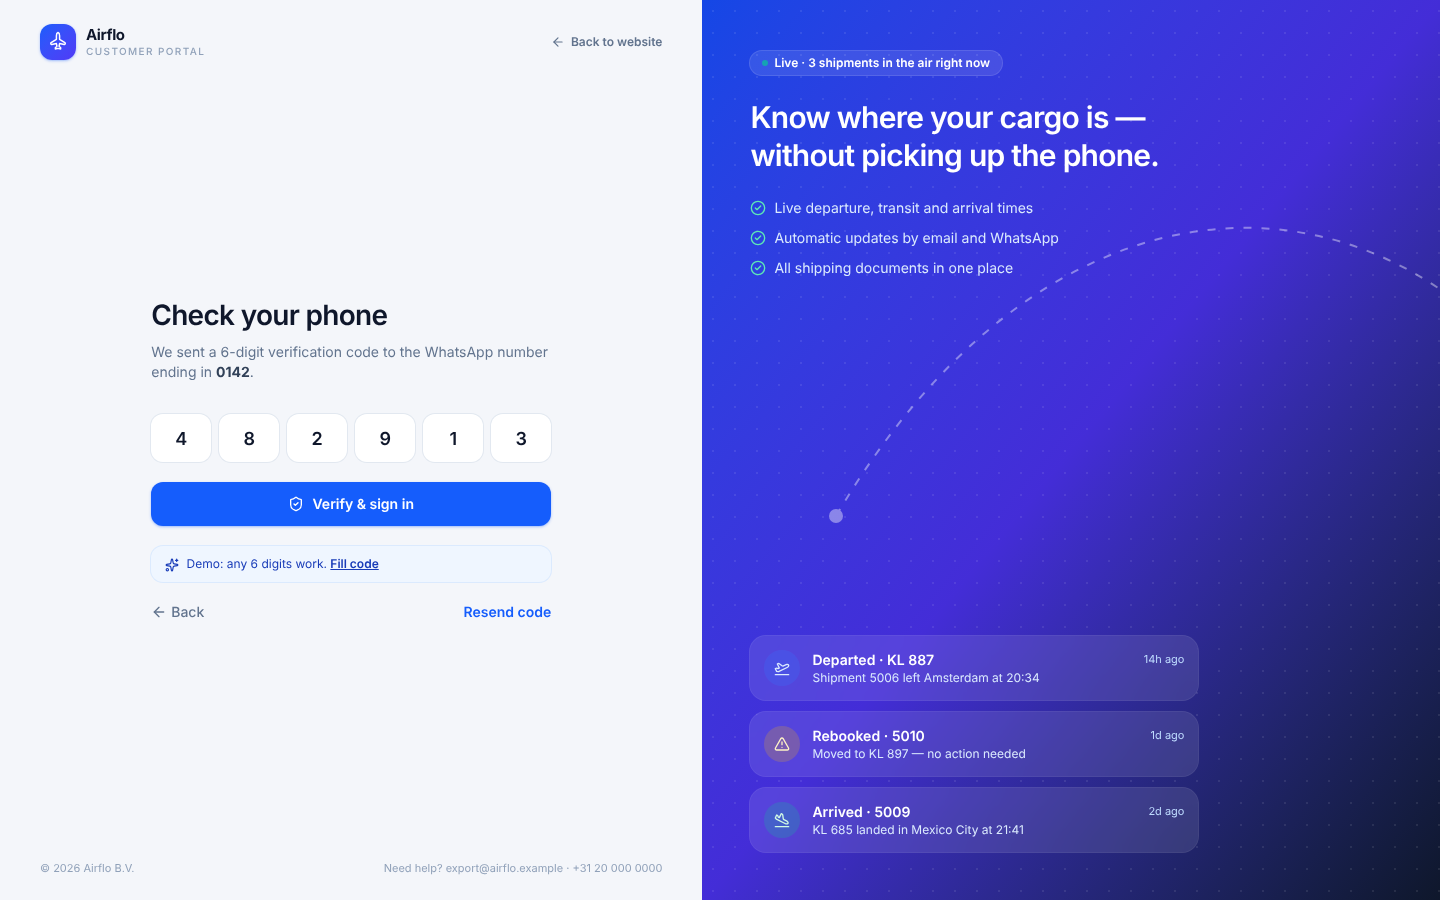 Airflo
CUSTOMER PORTAL
Back to website
Check your phone
We sent a 6-digit verification code to the WhatsApp number
ending in 0142.
4 8 2 9 1 3
Verify & sign in
Demo: any 6 digits work. Fill code
Back
Resend code
© 2026 Airflo B.V.
Need help? export@airflo.example · +31 20 000 0000
Live · 3 shipments in the air right now
Know where your cargo is —
without picking up the phone.
Live departure, transit and arrival times
Automatic updates by email and WhatsApp
All shipping documents in one place
Departed · KL 887
14h ago
Shipment 5006 left Amsterdam at 20:34
Rebooked · 5010
1d ago
Moved to KL 897 — no action needed
Arrived · 5009
2d ago
KL 685 landed in Mexico City at 21:41